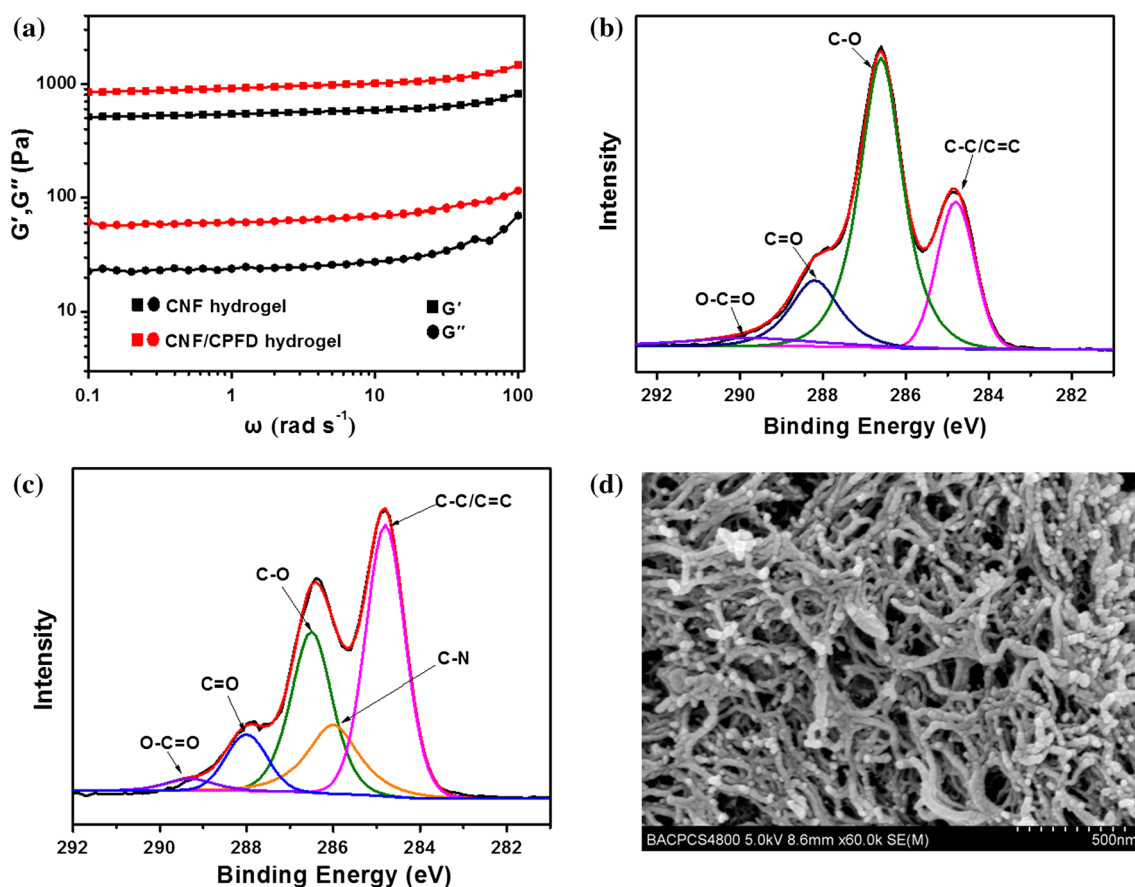 (a)
1000
100
10
G′,G″ (Pa)
CNF hydrogel
CNF/CPFD hydrogel
G′
G″
0.1
1
10
100
ω (rad s⁻¹)
(b)
C-O
C-C/C=C
C=O
O-C=O
Intensity
292
290
288
286
284
282
Binding Energy (eV)
(c)
C-C/C=C
C-O
C-N
C=O
O-C=O
Intensity
292
290
288
286
284
282
Binding Energy (eV)
(d)
BACPCS4800 5.0kV 8.6mm x60.0k SE(M)
500nm